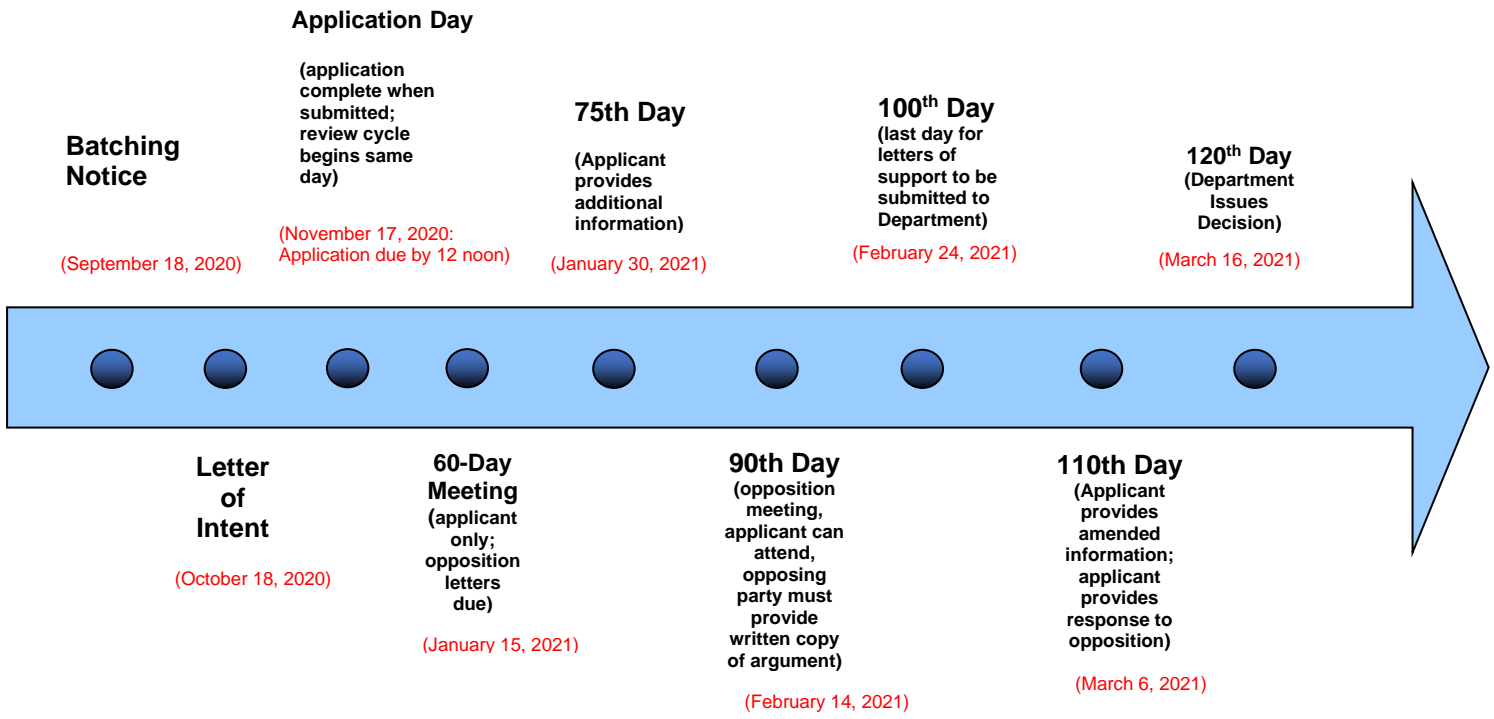 Batching
Notice
(September 18, 2020)
Letter
of
Intent
(October 18, 2020)
Application Day
(application
complete when
submitted;
review cycle
begins same
day)
(November 17, 2020:
Application due by 12 noon)
60-Day
Meeting
(applicant
only;
opposition
letters
due)
(January 15, 2021)
75th Day
(Applicant
provides
additional
information)
(January 30, 2021)
90th Day
(opposition
meeting,
applicant can
attend,
opposing
party must
provide
written copy
of argument)
(February 14, 2021)
100th Day
(last day for
letters of
support to be
submitted to
Department)
(February 24, 2021)
110th Day
(Applicant
provides
amended
information;
applicant
provides
response to
opposition)
(March 6, 2021)
120th Day
(Department
Issues
Decision)
(March 16, 2021)